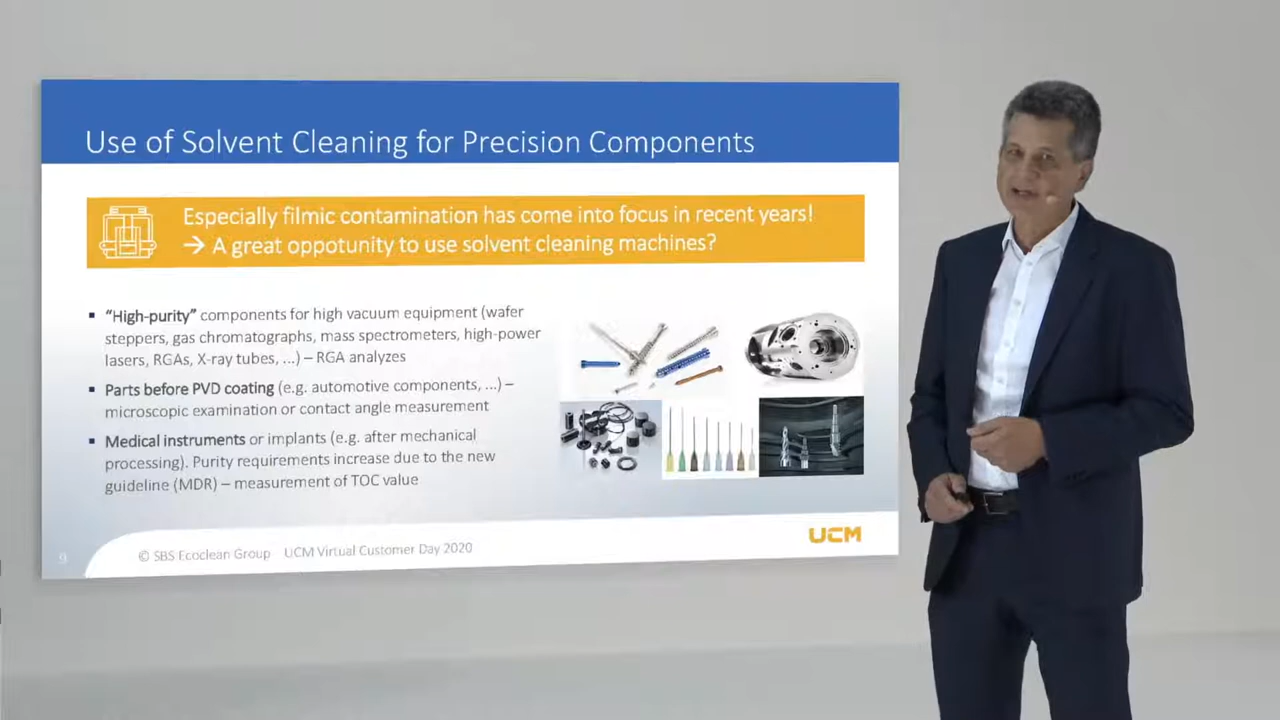 Use of Solvent Cleaning for Precision Components
Especially filmic contamination has come into focus in recent years!
→ A great oppotunity to use solvent cleaning machines?
▪ “High-purity” components for high vacuum equipment (wafer
steppers, gas chromatographs, mass spectrometers, high-power
lasers, RGAs, X-ray tubes, ...) – RGA analyzes
▪ Parts before PVD coating (e.g. automotive components, ...) –
microscopic examination or contact angle measurement
▪ Medical instruments or implants (e.g. after mechanical
processing). Purity requirements increase due to the new
guideline (MDR) – measurement of TOC value
9
© SBS Ecoclean Group UCM Virtual Customer Day 2020
UCM